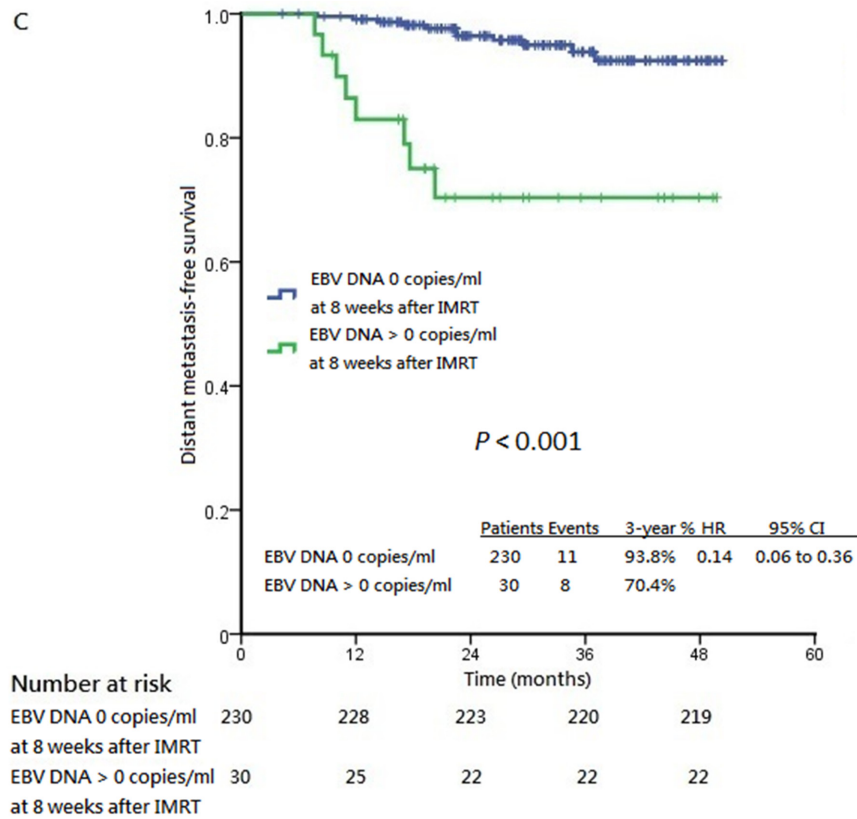 C
1.0
0.8
0.6
0.4
0.2
0
Distant metastasis-free survival
EBV DNA 0 copies/ml
at 8 weeks after IMRT
EBV DNA > 0 copies/ml
at 8 weeks after IMRT
P < 0.001
Patients Events 3-year % HR 95% CI
EBV DNA 0 copies/ml 230 11 93.8% 0.14 0.06 to 0.36
EBV DNA > 0 copies/ml 30 8 70.4%
0 12 24 36 48 60
Time (months)
Number at risk
EBV DNA 0 copies/ml 230 228 223 220 219
at 8 weeks after IMRT
EBV DNA > 0 copies/ml 30 25 22 22 22
at 8 weeks after IMRT